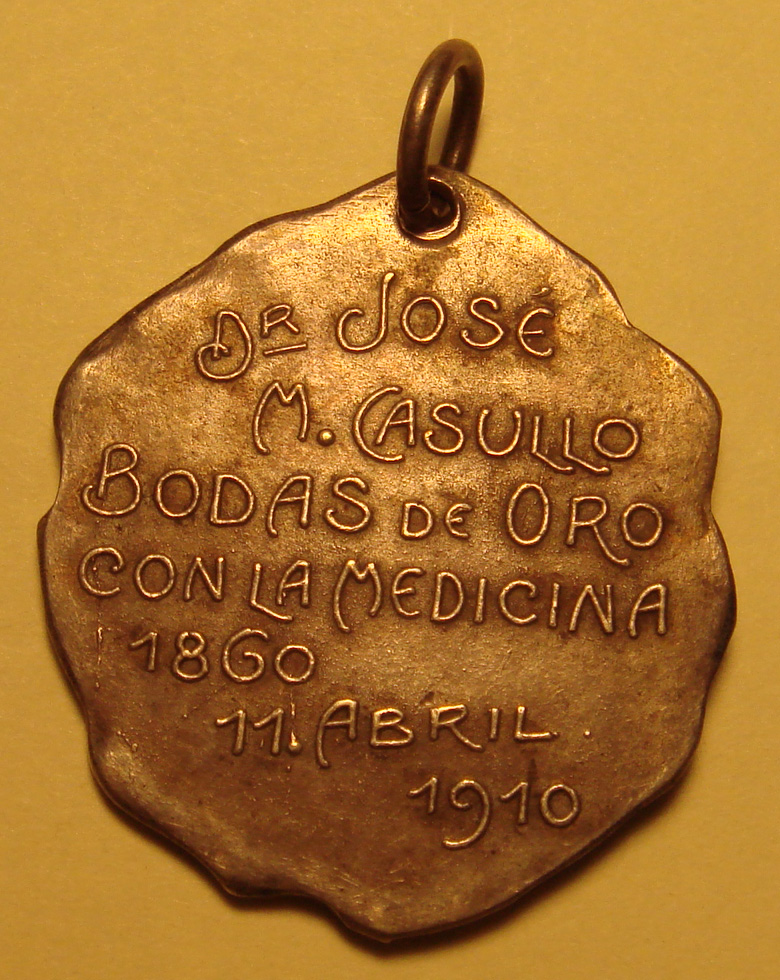 DR JOSÉ
M. CASULLO
BODAS DE ORO
CON LA MEDICINA
1860
11. ABRIL.
1910